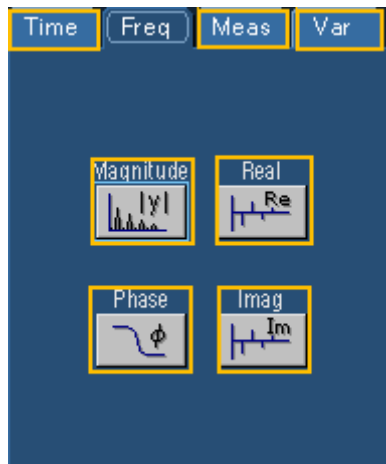 Time Freq Meas Var
Magnitude Real
|y| Re
Phase Imag
ϕ Im